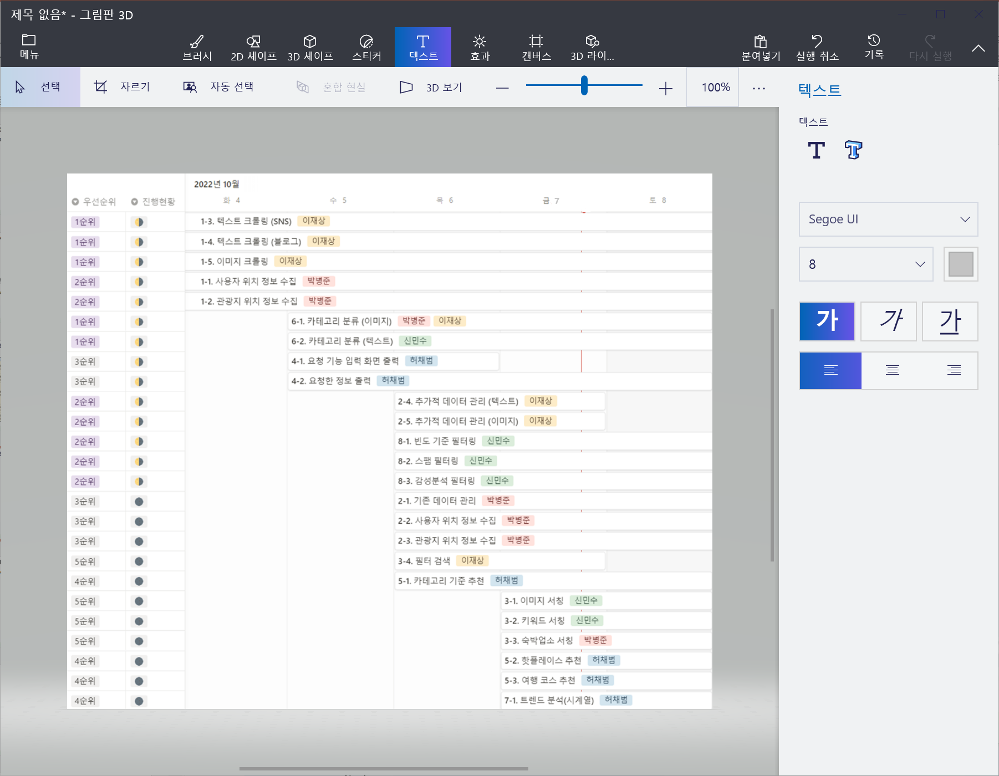 제목 없음* - 그림판 3D
메뉴
브러시
2D 셰이프
3D 셰이프
스티커
텍스트
효과
캔버스
3D 라이...
붙여넣기
실행 취소
기록
다시 실행
선택
자르기
자동 선택
혼합 현실
3D 보기
100%
텍스트
텍스트
Segoe UI
8
가 가 가
2022년 10월
우선순위 진행현황 화 4 수 5 목 6 금 7 토 8
1순위 1-3. 텍스트 크롤링 (SNS) 이재상
1순위 1-4. 텍스트 크롤링 (블로그) 이재상
1순위 1-5. 이미지 크롤링 이재상
2순위 1-1. 사용자 위치 정보 수집 박병준
2순위 1-2. 관광지 위치 정보 수집 박병준
1순위 6-1. 카테고리 분류 (이미지) 박병준 이재상
1순위 6-2. 카테고리 분류 (텍스트) 신민수
3순위 4-1. 요청 기능 입력 화면 출력 허채범
3순위 4-2. 요청한 정보 출력 허채범
2순위 2-4. 추가적 데이터 관리 (텍스트) 이재상
2순위 2-5. 추가적 데이터 관리 (이미지) 이재상
2순위 8-1. 빈도 기준 필터링 신민수
2순위 8-2. 스팸 필터링 신민수
2순위 8-3. 감성분석 필터링 신민수
3순위 2-1. 기존 데이터 관리 박병준
3순위 2-2. 사용자 위치 정보 수집 박병준
3순위 2-3. 관광지 위치 정보 수집 박병준
5순위 3-4. 필터 검색 이재상
4순위 5-1. 카테고리 기준 추천 허채범
5순위 3-1. 이미지 서칭 신민수
5순위 3-2. 키워드 서칭 신민수
5순위 3-3. 숙박업소 서칭 박병준
4순위 5-2. 핫플레이스 추천 허채범
4순위 5-3. 여행 코스 추천 허채범
4순위 7-1. 트렌드 분석(시계열) 허채범